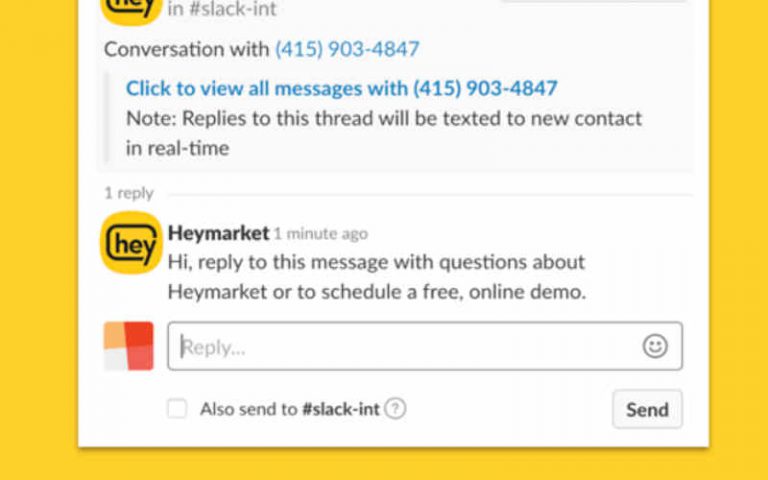 hey
in #slack-int
Conversation with (415) 903-4847
Click to view all messages with (415) 903-4847
Note: Replies to this thread will be texted to new contact
in real-time
1 reply
Heymarket 1 minute ago
hey
Hi, reply to this message with questions about
Heymarket or to schedule a free, online demo.
Reply...
Also send to #slack-int ?
Send